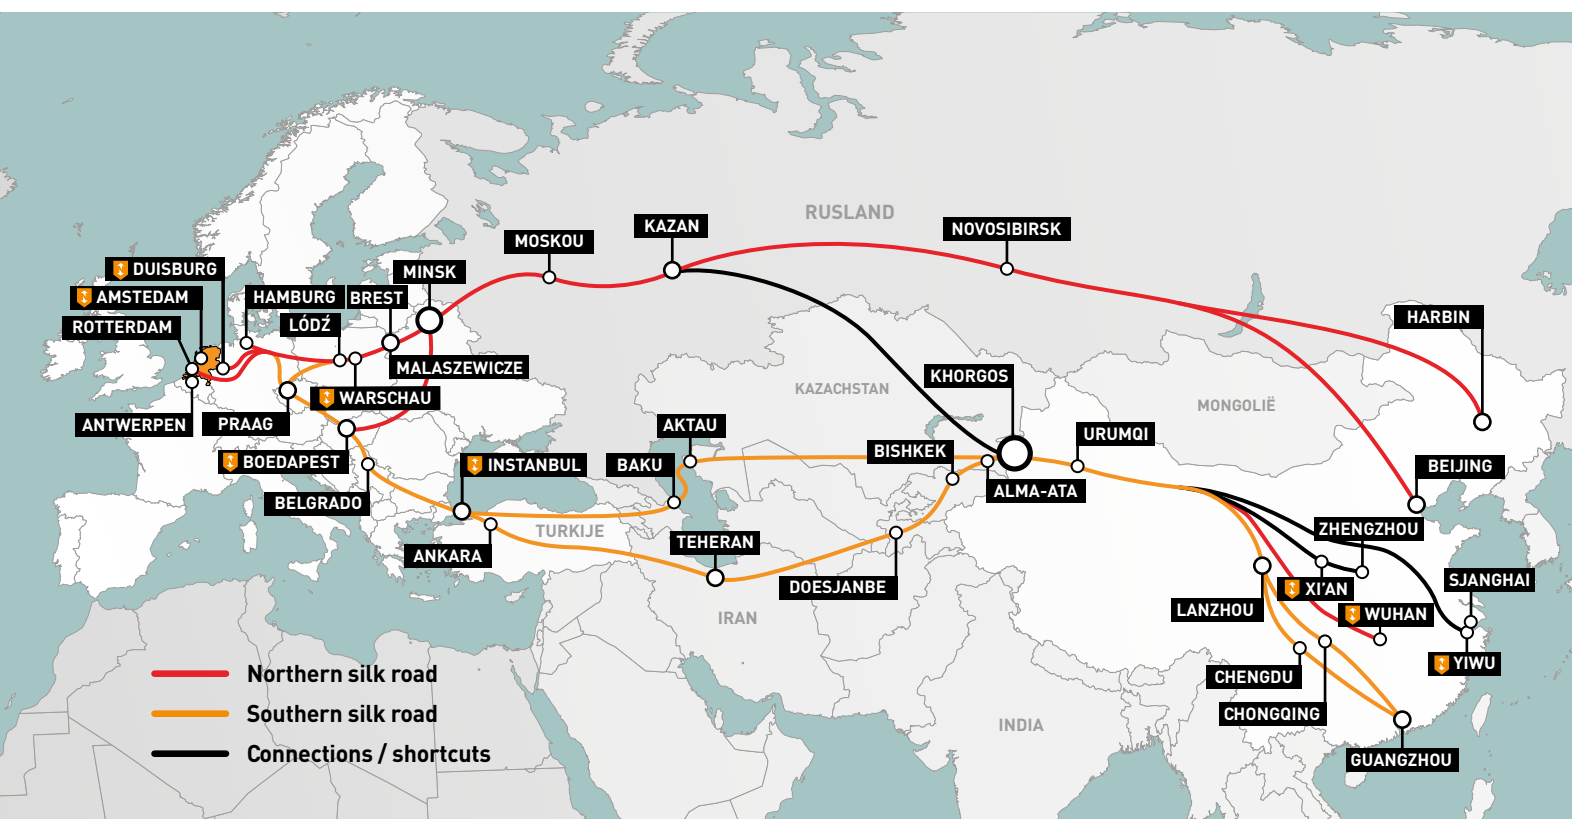 RUSLAND
KAZAN
NOVOSIBIRSK
MOSKOU
DUISBURG
MINSK
AMSTEDAM
HAMBURG
BREST
ROTTERDAM
LÓDŹ
HARBIN
MALASZEWICZE
KHORGOS
KAZACHSTAN
MONGOLIË
WARSCHAU
ANTWERPEN
PRAAG
AKTAU
URUMQI
BISHKEK
BOEDAPEST
INSTANBUL
BAKU
BEIJING
ALMA-ATA
BELGRADO
TURKIJE
ZHENGZHOU
TEHERAN
ANKARA
DOESJANBE
SJANGHAI
XI'AN
LANZHOU
WUHAN
IRAN
YIWU
CHENGDU
CHONGQING
INDIA
GUANGZHOU
Northern silk road
Southern silk road
Connections / shortcuts